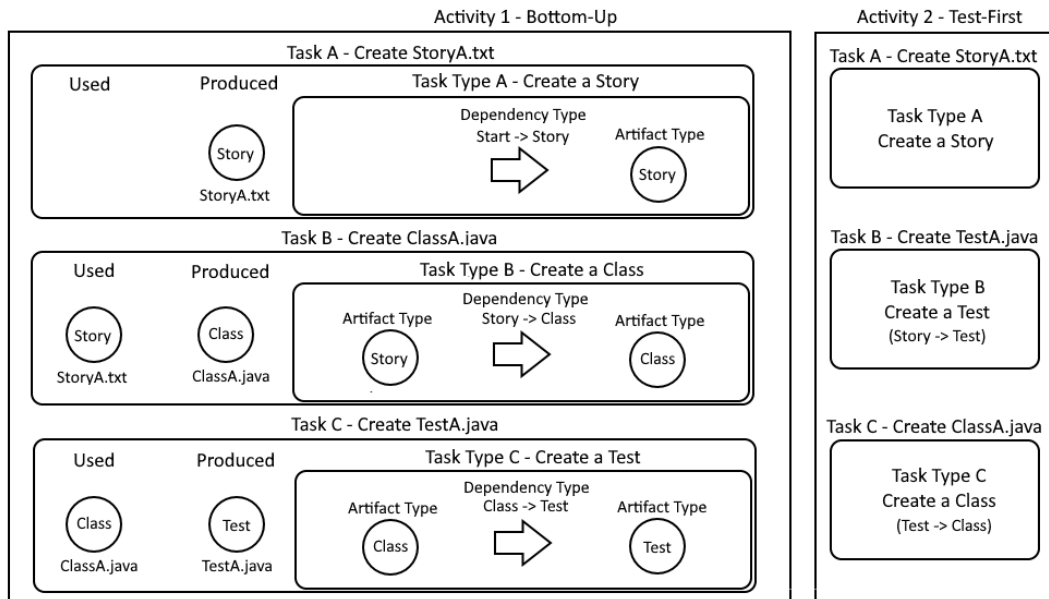 Activity 1 - Bottom-Up
Task A - Create StoryA.txt
Used
Produced
Story
StoryA.txt
Task Type A - Create a Story
Dependency Type
Start -> Story
Artifact Type
Story
Task B - Create ClassA.java
Used
Produced
Story
StoryA.txt
Class
ClassA.java
Task Type B - Create a Class
Artifact Type
Story
Dependency Type
Story -> Class
Artifact Type
Class
Task C - Create TestA.java
Used
Produced
Class
ClassA.java
Test
TestA.java
Task Type C - Create a Test
Artifact Type
Class
Dependency Type
Class -> Test
Artifact Type
Test
Activity 2 - Test-First
Task A - Create StoryA.txt
Task Type A
Create a Story
Task B - Create TestA.java
Task Type B
Create a Test
(Story -> Test)
Task C - Create ClassA.java
Task Type C
Create a Class
(Test -> Class)